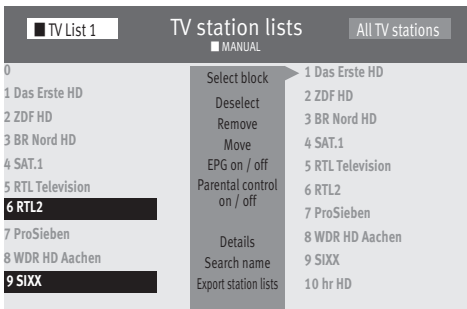 TV List 1
TV station lists
MANUAL
All TV stations
0
1 Das Erste HD
2 ZDF HD
3 BR Nord HD
4 SAT.1
5 RTL Television
6 RTL2
7 ProSieben
8 WDR HD Aachen
9 SIXX
Select block
Deselect
Remove
Move
EPG on / off
Parental control
on / off
Details
Search name
Export station lists
1 Das Erste HD
2 ZDF HD
3 BR Nord HD
4 SAT.1
5 RTL Television
6 RTL2
7 ProSieben
8 WDR HD Aachen
9 SIXX
10 hr HD